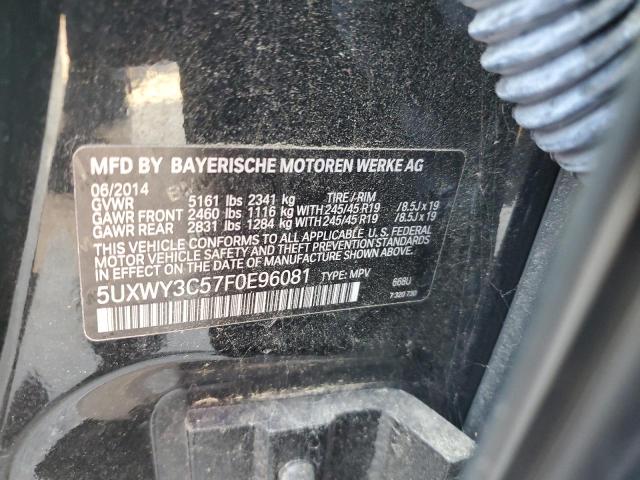 MFD BY BAYERISCHE MOTOREN WERKE AG
06/2014
GVWR 5161 lbs 2341 kg TIRE / RIM
GAWR FRONT 2460 lbs 1116 kg WITH 245/45 R19 /8.5J x 19
GAWR REAR 2831 lbs 1284 kg WITH 245/45 R19 /8.5J x 19
THIS VEHICLE CONFORMS TO ALL APPLICABLE U.S. FEDERAL
MOTOR VEHICLE SAFETY AND THEFT PREVENTION STANDARDS
IN EFFECT ON THE DATE OF MANUFACTURE SHOWN ABOVE.
5UXWY3C57F0E96081 TYPE: MPV 668U
7 320 730